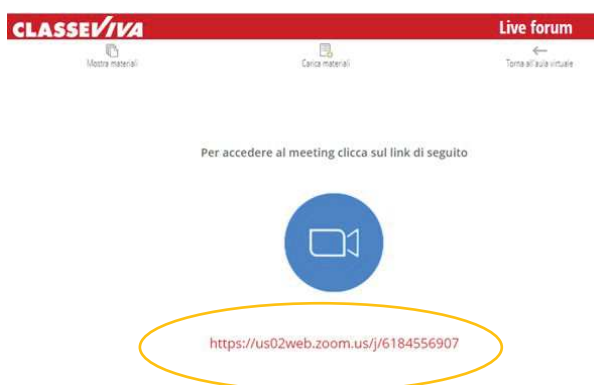 CLASSEVIVA Live forum
Mostra materiali Carica materiali Torna all'aula virtuale
Per accedere al meeting clicca sul link di seguito
https://us02web.zoom.us/j/6184556907